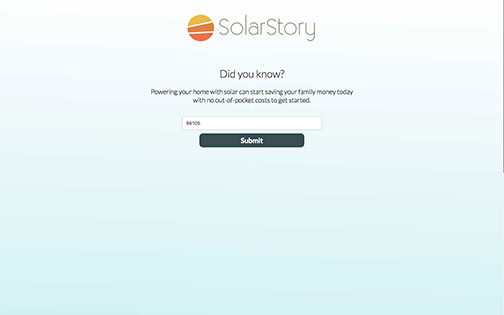 SolarStory
Did you know?
Powering your home with solar can start saving your family money today
with no out-of-pocket costs to get started.
94105
Submit